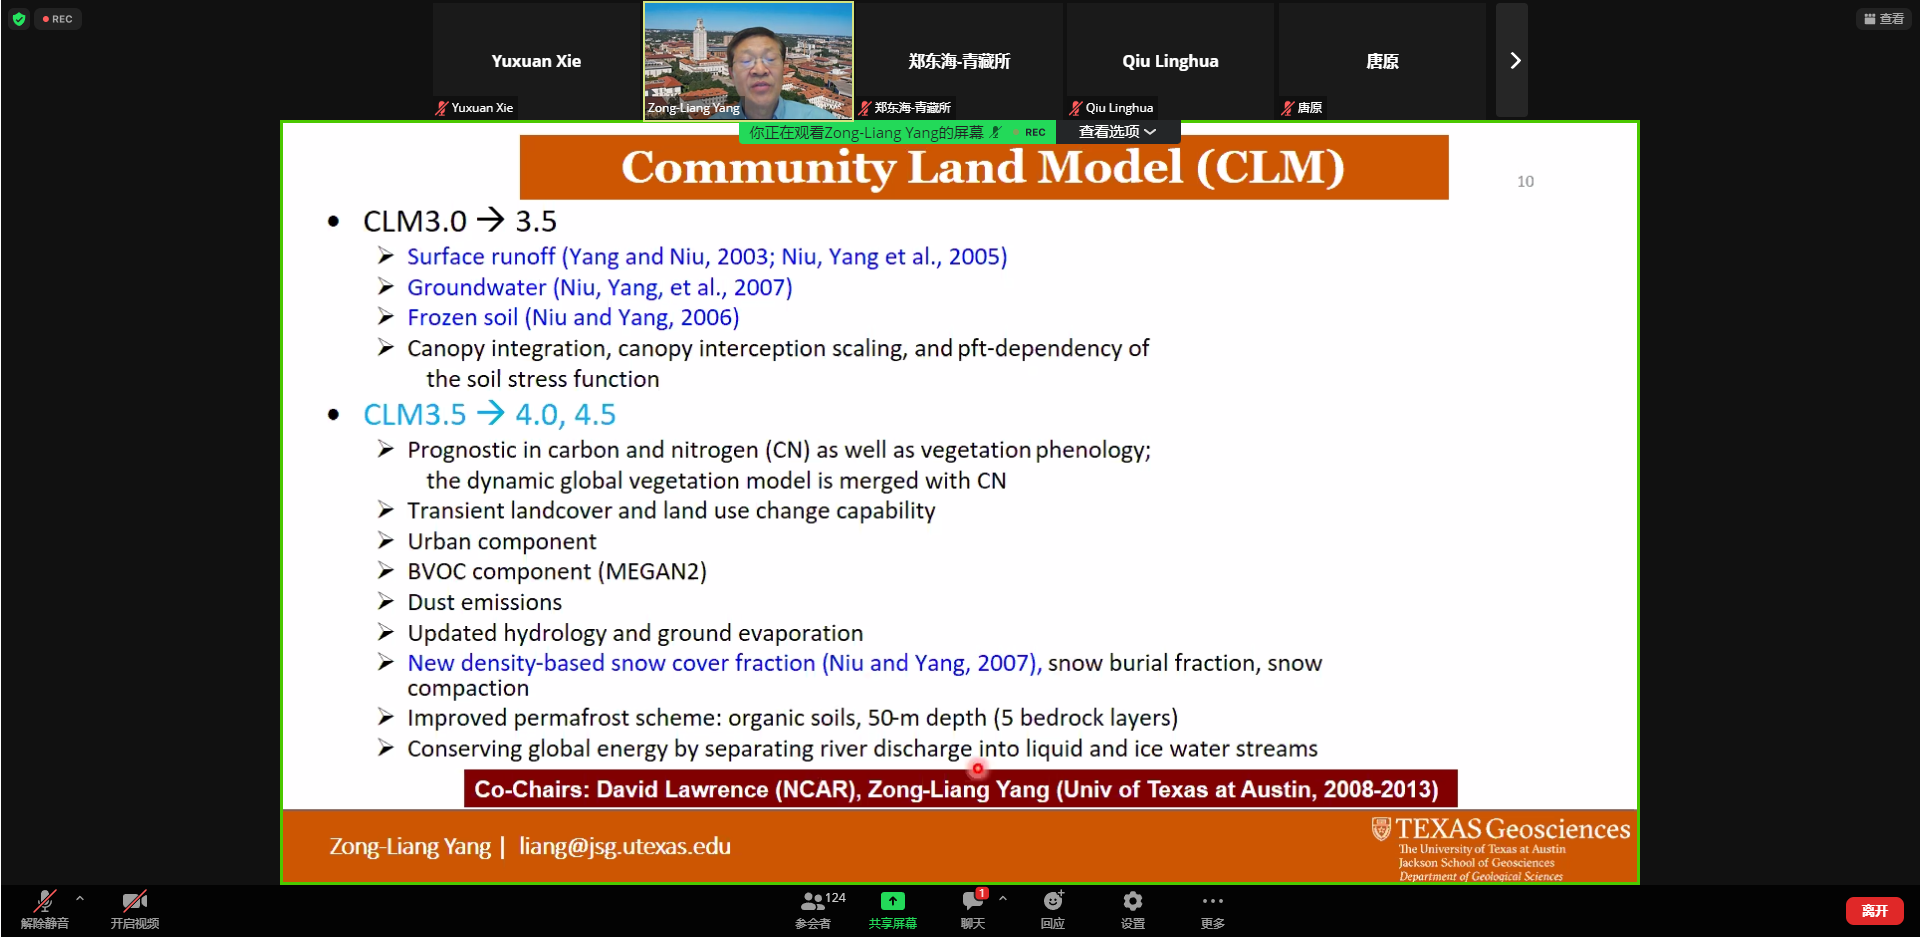 REC
查看
Yuxuan Xie
郑东海-青藏所
Qiu Linghua
唐原
Yuxuan Xie
Zong-Liang Yang
郑东海-青藏所
Qiu Linghua
唐原
你正在观看Zong-Liang Yang的屏幕
REC
查看选项
Community Land Model (CLM)
10
• CLM3.0 → 3.5
➢ Surface runoff (Yang and Niu, 2003; Niu, Yang et al., 2005)
➢ Groundwater (Niu, Yang, et al., 2007)
➢ Frozen soil (Niu and Yang, 2006)
➢ Canopy integration, canopy interception scaling, and pft-dependency of
the soil stress function
• CLM3.5 → 4.0, 4.5
➢ Prognostic in carbon and nitrogen (CN) as well as vegetation phenology;
the dynamic global vegetation model is merged with CN
➢ Transient landcover and land use change capability
➢ Urban component
➢ BVOC component (MEGAN2)
➢ Dust emissions
➢ Updated hydrology and ground evaporation
➢ New density-based snow cover fraction (Niu and Yang, 2007), snow burial fraction, snow
compaction
➢ Improved permafrost scheme: organic soils, 50-m depth (5 bedrock layers)
➢ Conserving global energy by separating river discharge into liquid and ice water streams
Co-Chairs: David Lawrence (NCAR), Zong-Liang Yang (Univ of Texas at Austin, 2008-2013)
Zong-Liang Yang | liang@jsg.utexas.edu
TEXAS Geosciences
The University of Texas at Austin
Jackson School of Geosciences
Department of Geological Sciences
124
1
解除静音
开启视频
参会者
共享屏幕
聊天
回应
设置
更多
离开